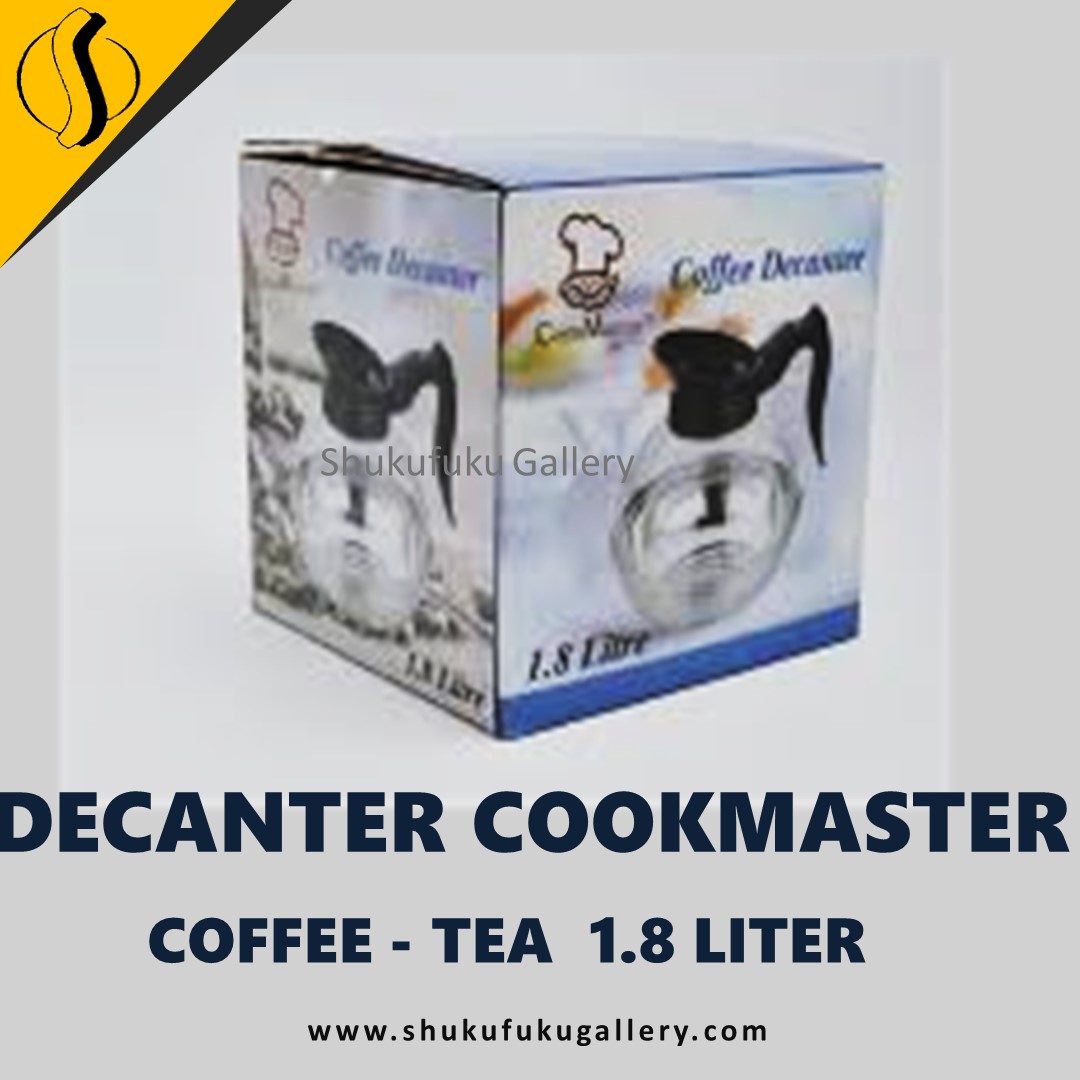 Coffee Decanter
Coffee Decanter
CookMaster
Shukufuku Gallery
1.8 Litre
1.8 Litre
DECANTER COOKMASTER
COFFEE - TEA 1.8 LITER
www.shukufukugallery.com